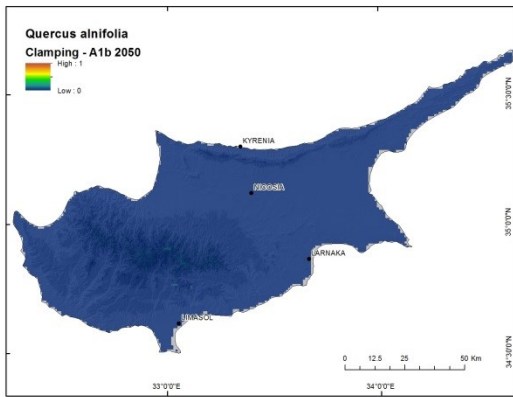 Quercus alnifolia
Clamping - A1b 2050
High : 1
Low : 0
KYRENIA
NICOSIA
LARNAKA
LIMASOL
35°30'0"N
35°0'0"N
34°30'0"N
0 12.5 25 50 Km
33°0'0"E 34°0'0"E